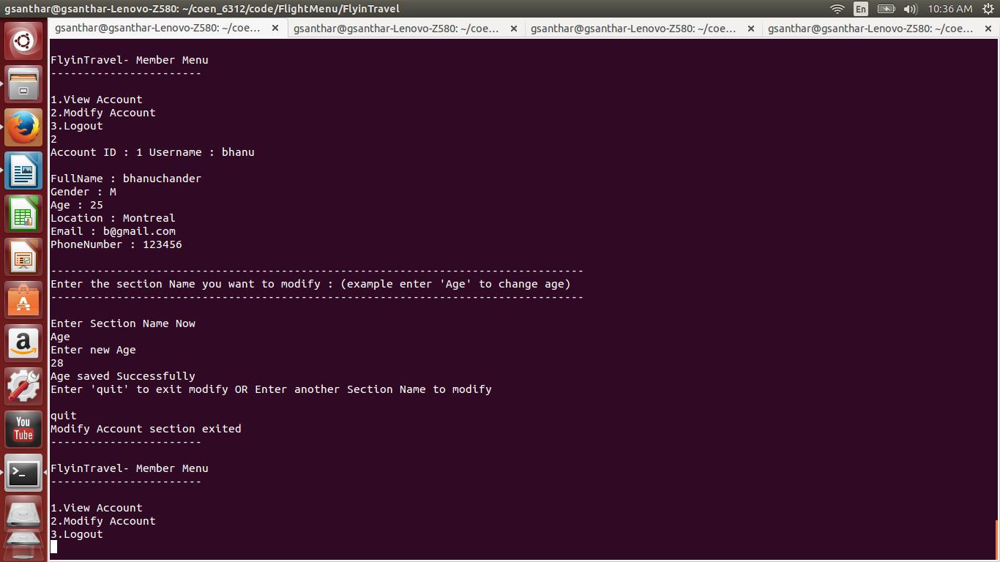 gsanthar@gsanthar-Lenovo-Z580: ~/coen_6312/code/FlightMenu/FlyinTravel
En
10:36 AM
gsanthar@gsanthar-Lenovo-Z580: ~/coe...
gsanthar@gsanthar-Lenovo-Z580: ~/coe...
gsanthar@gsanthar-Lenovo-Z580: ~/coe...
gsanthar@gsanthar-Lenovo-Z580: ~/coe...
FlyinTravel- Member Menu
-----------------------
1.View Account
2.Modify Account
3.Logout
2
Account ID : 1 Username : bhanu
FullName : bhanuchander
Gender : M
Age : 25
Location : Montreal
Email : b@gmail.com
PhoneNumber : 123456
---------------------------------------------------------------------------------
Enter the section Name you want to modify : (example enter 'Age' to change age)
---------------------------------------------------------------------------------
Enter Section Name Now
Age
Enter new Age
28
Age saved Successfully
Enter 'quit' to exit modify OR Enter another Section Name to modify
quit
Modify Account section exited
-----------------------
FlyinTravel- Member Menu
-----------------------
1.View Account
2.Modify Account
3.Logout
You
Tube